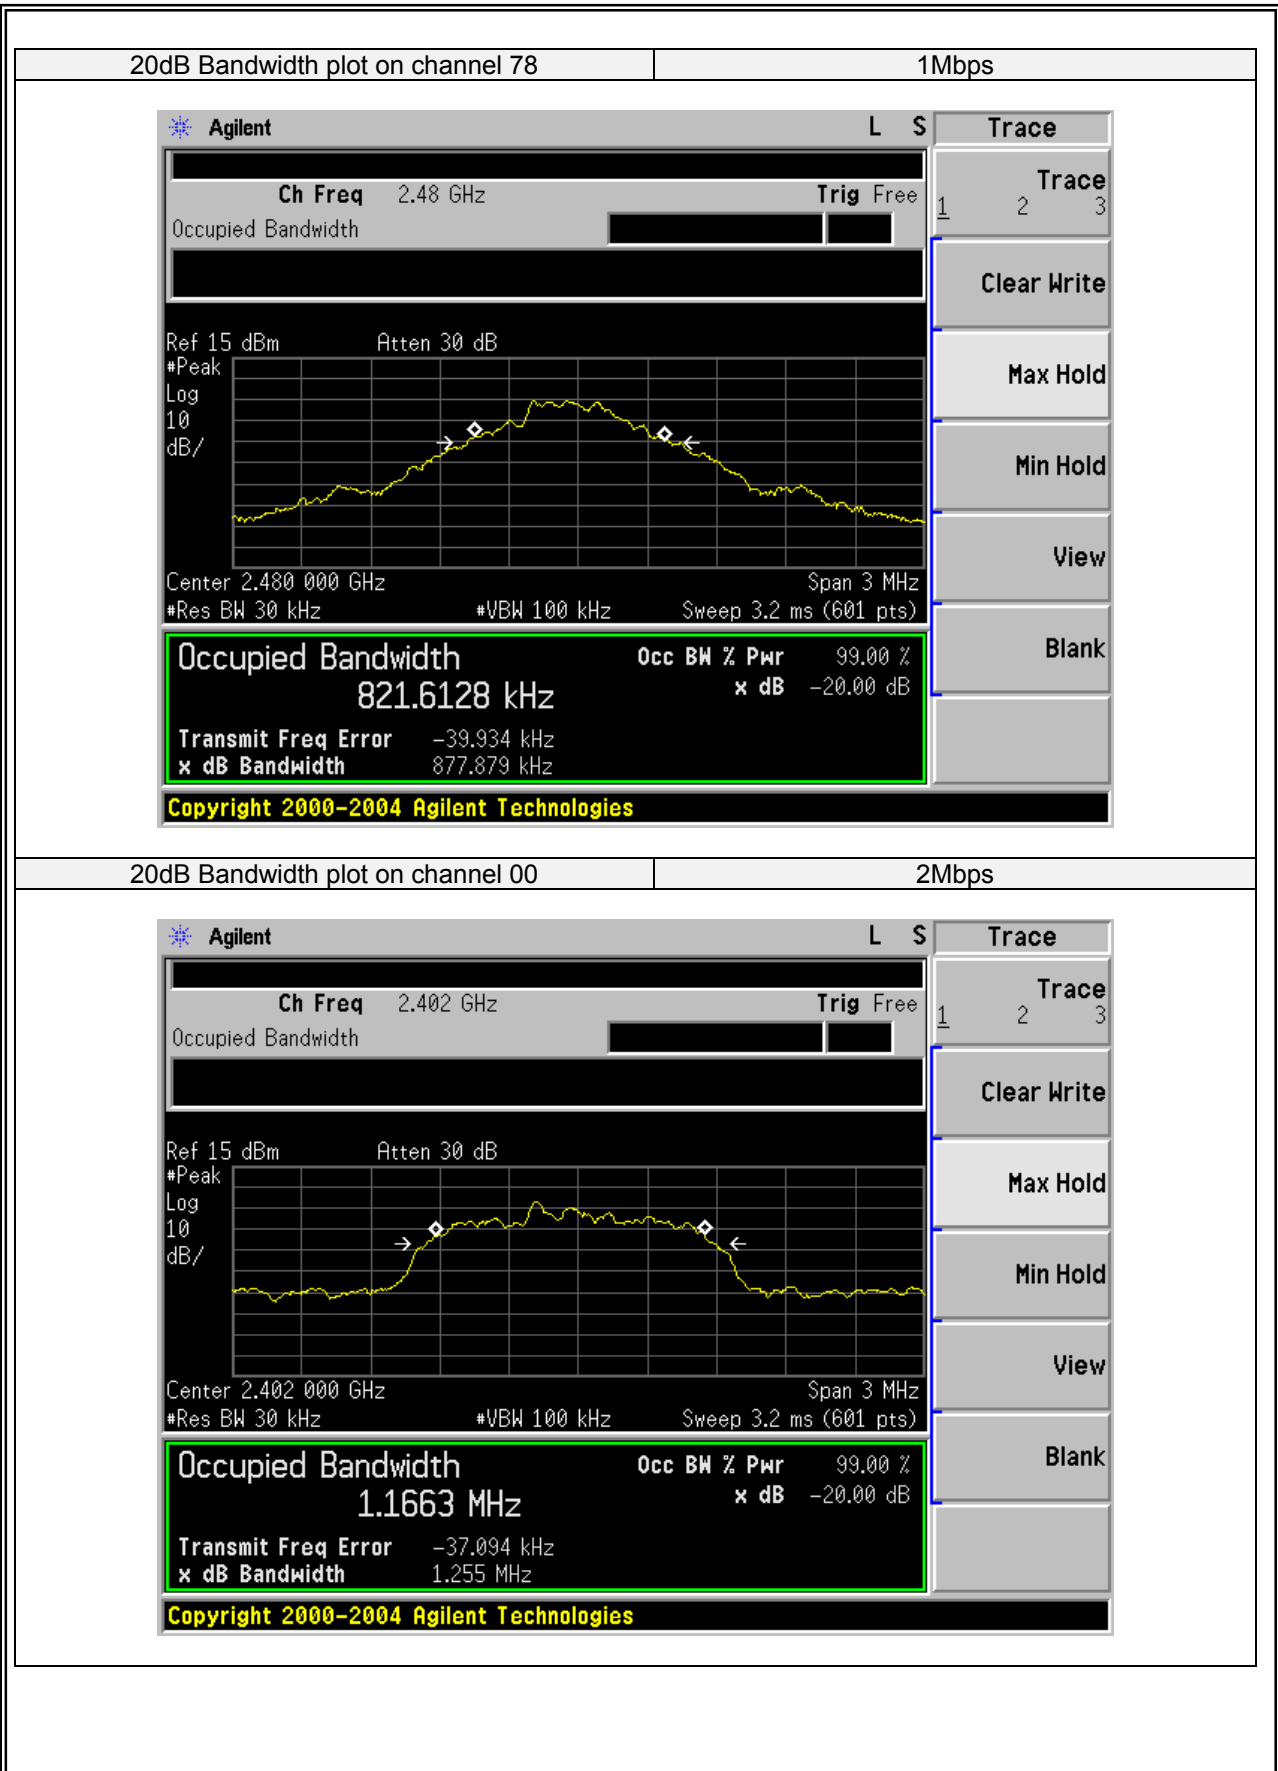 20dB Bandwidth plot on channel 78 1Mbps
Agilent L S Trace
Ch Freq 2.48 GHz Trig Free
Occupied Bandwidth
Trace
1 2 3
Clear Write
Max Hold
Min Hold
View
Blank
Ref 15 dBm Atten 30 dB
#Peak
Log
10
dB/
Center 2.480 000 GHz Span 3 MHz
#Res BW 30 kHz #VBW 100 kHz Sweep 3.2 ms (601 pts)
Occupied Bandwidth Occ BW % Pwr 99.00 %
821.6128 kHz x dB -20.00 dB
Transmit Freq Error -39.934 kHz
x dB Bandwidth 877.879 kHz
Copyright 2000-2004 Agilent Technologies
20dB Bandwidth plot on channel 00 2Mbps
Agilent L S Trace
Ch Freq 2.402 GHz Trig Free
Occupied Bandwidth
Trace
1 2 3
Clear Write
Max Hold
Min Hold
View
Blank
Ref 15 dBm Atten 30 dB
#Peak
Log
10
dB/
Center 2.402 000 GHz Span 3 MHz
#Res BW 30 kHz #VBW 100 kHz Sweep 3.2 ms (601 pts)
Occupied Bandwidth Occ BW % Pwr 99.00 %
1.1663 MHz x dB -20.00 dB
Transmit Freq Error -37.094 kHz
x dB Bandwidth 1.255 MHz
Copyright 2000-2004 Agilent Technologies